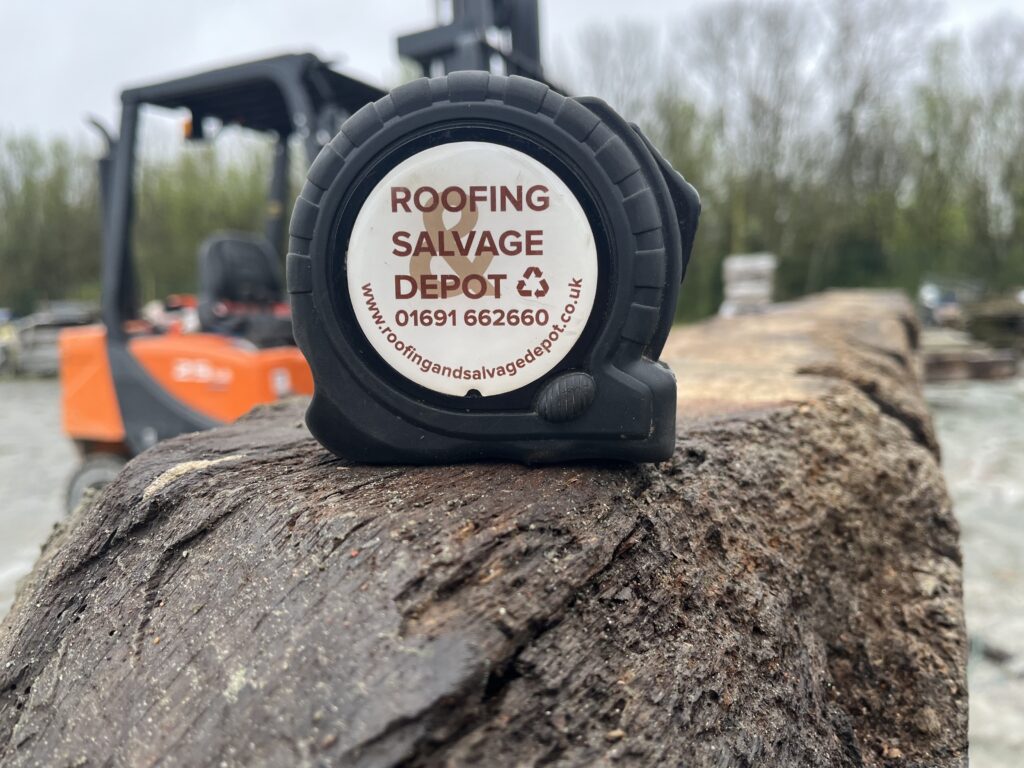 ROOFING
&
SALVAGE
DEPOT
01691 662660
www.roofingandsalvagedepot.co.uk